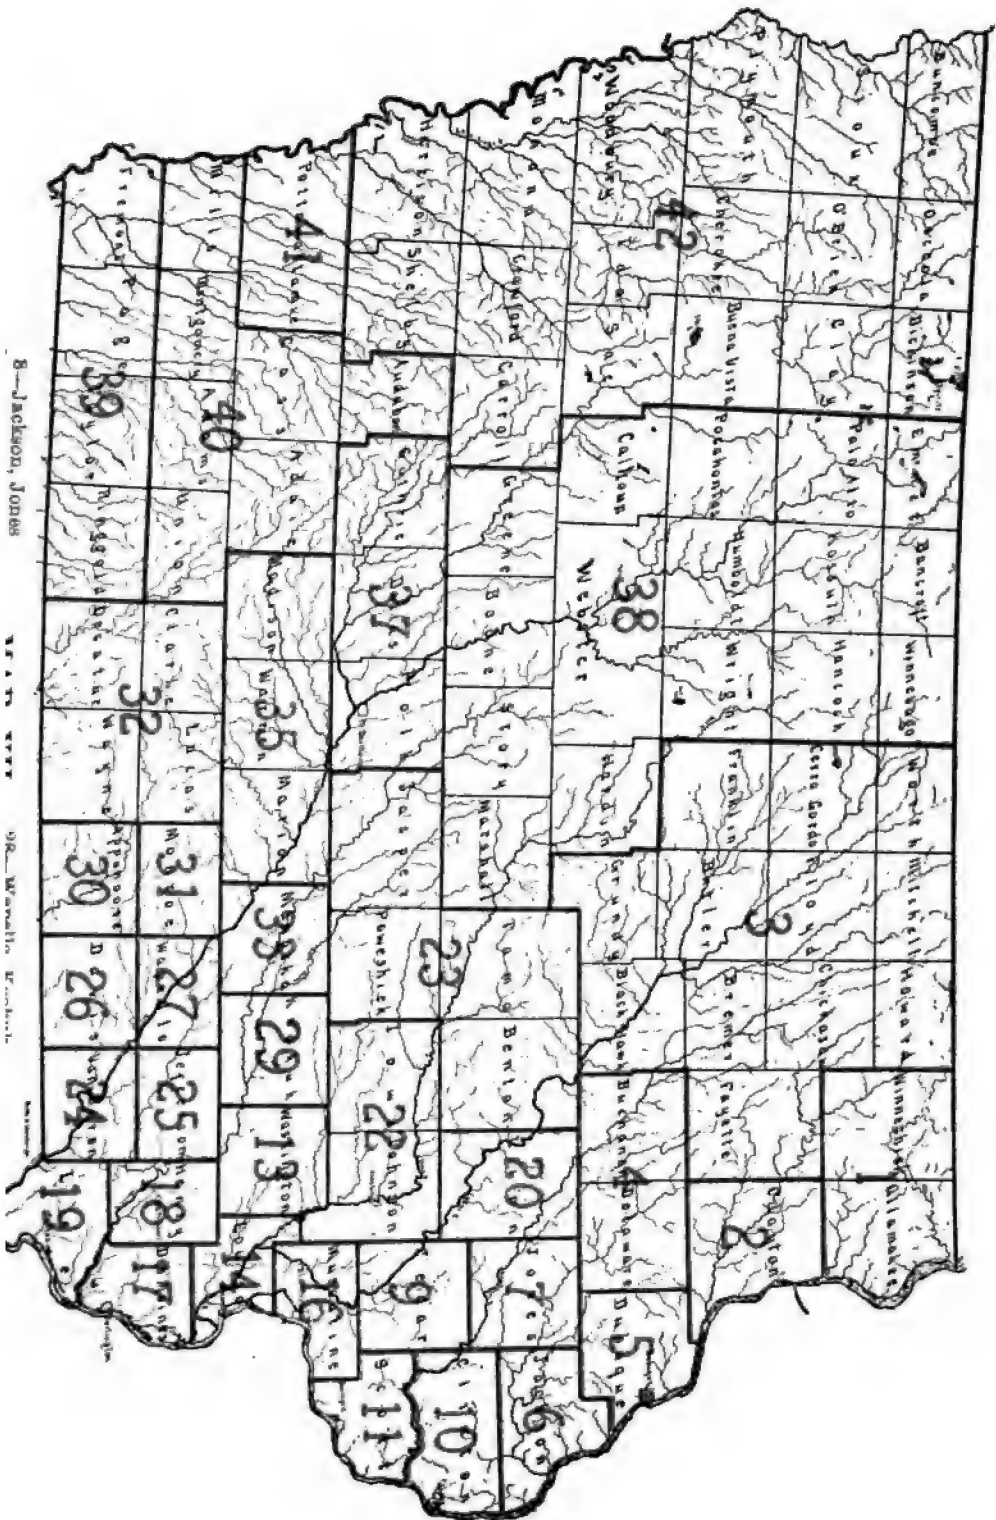 Buncombe
Osceola
Dickinson
Emmet
Bancroft
Winnebago
Worth
Mitchell
Howard
Winneshiek
Allamakee
1
Sioux
O'Brien
Clay
Palo Alto
Kossuth
Hancock
Cerro Gordo
Floyd
Chickasaw
3
Plymouth
Cherokee
Buena Vista
Pocahontas
Humboldt
Wright
Franklin
Butler
Bremer
Fayette
Clayton
2
42
Woodbury
Ida
Sac
Calhoun
38
Webster
Hardin
Grundy
Black Hawk
Buchanan
4
Delaware
Dubuque
5
Monona
Crawford
Carroll
Greene
Boone
Story
Marshall
Tama
Benton
Linn
20
Jones
7
Jackson
6
Harrison
Shelby
Audubon
Guthrie
Dallas
37
Polk
Jasper
Poweshiek
23
Iowa
22
Johnson
Cedar
9
Clinton
10
Scott
11
Pottawattamie
41
Cass
Adair
Madison
Warren
35
Marion
Mahaska
33
29
Washington
13
Muscatine
16
Louisa
14
Mills
Montgomery
Adams
40
Union
Clarke
Lucas
Monroe
31
Wapello
27
Jefferson
25
18
Des Moines
17
Fremont
Page
Taylor
39
Ringgold
Decatur
32
Wayne
Appanoose
30
Davis
26
Van Buren
24
19
8—Jackson, Jones